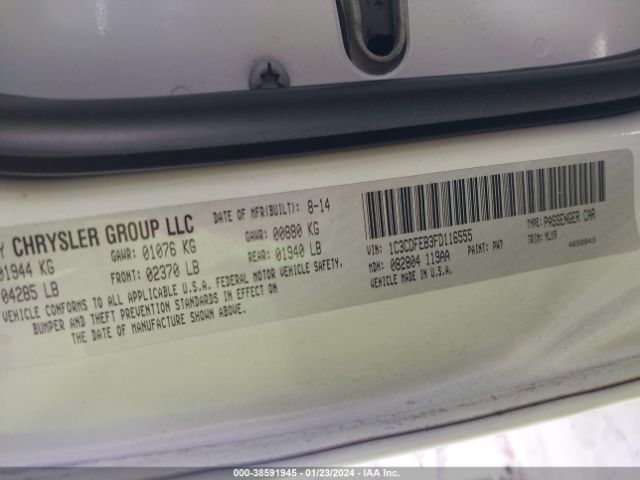 Y CHRYSLER GROUP LLC
DATE OF MFR(BUILT): 8-14
01944 KG
GAWR: 01076 KG
GAWR: 00880 KG
04285 LB
FRONT: 02370 LB
REAR: 01940 LB
VEHICLE CONFORMS TO ALL APPLICABLE U.S.A. FEDERAL MOTOR VEHICLE SAFETY,
BUMPER AND THEFT PREVENTION STANDARDS IN EFFECT ON
THE DATE OF MANUFACTURE SHOWN ABOVE.
VIN: 1C3CDFEB3FD116555
TYPE: PASSENGER CAR
MDH: 082804 119AA
PAINT: PW7
TRIM:
VEHICLE MADE IN U.S.A.
000-38591945 - 01/23/2024 - IAA Inc.